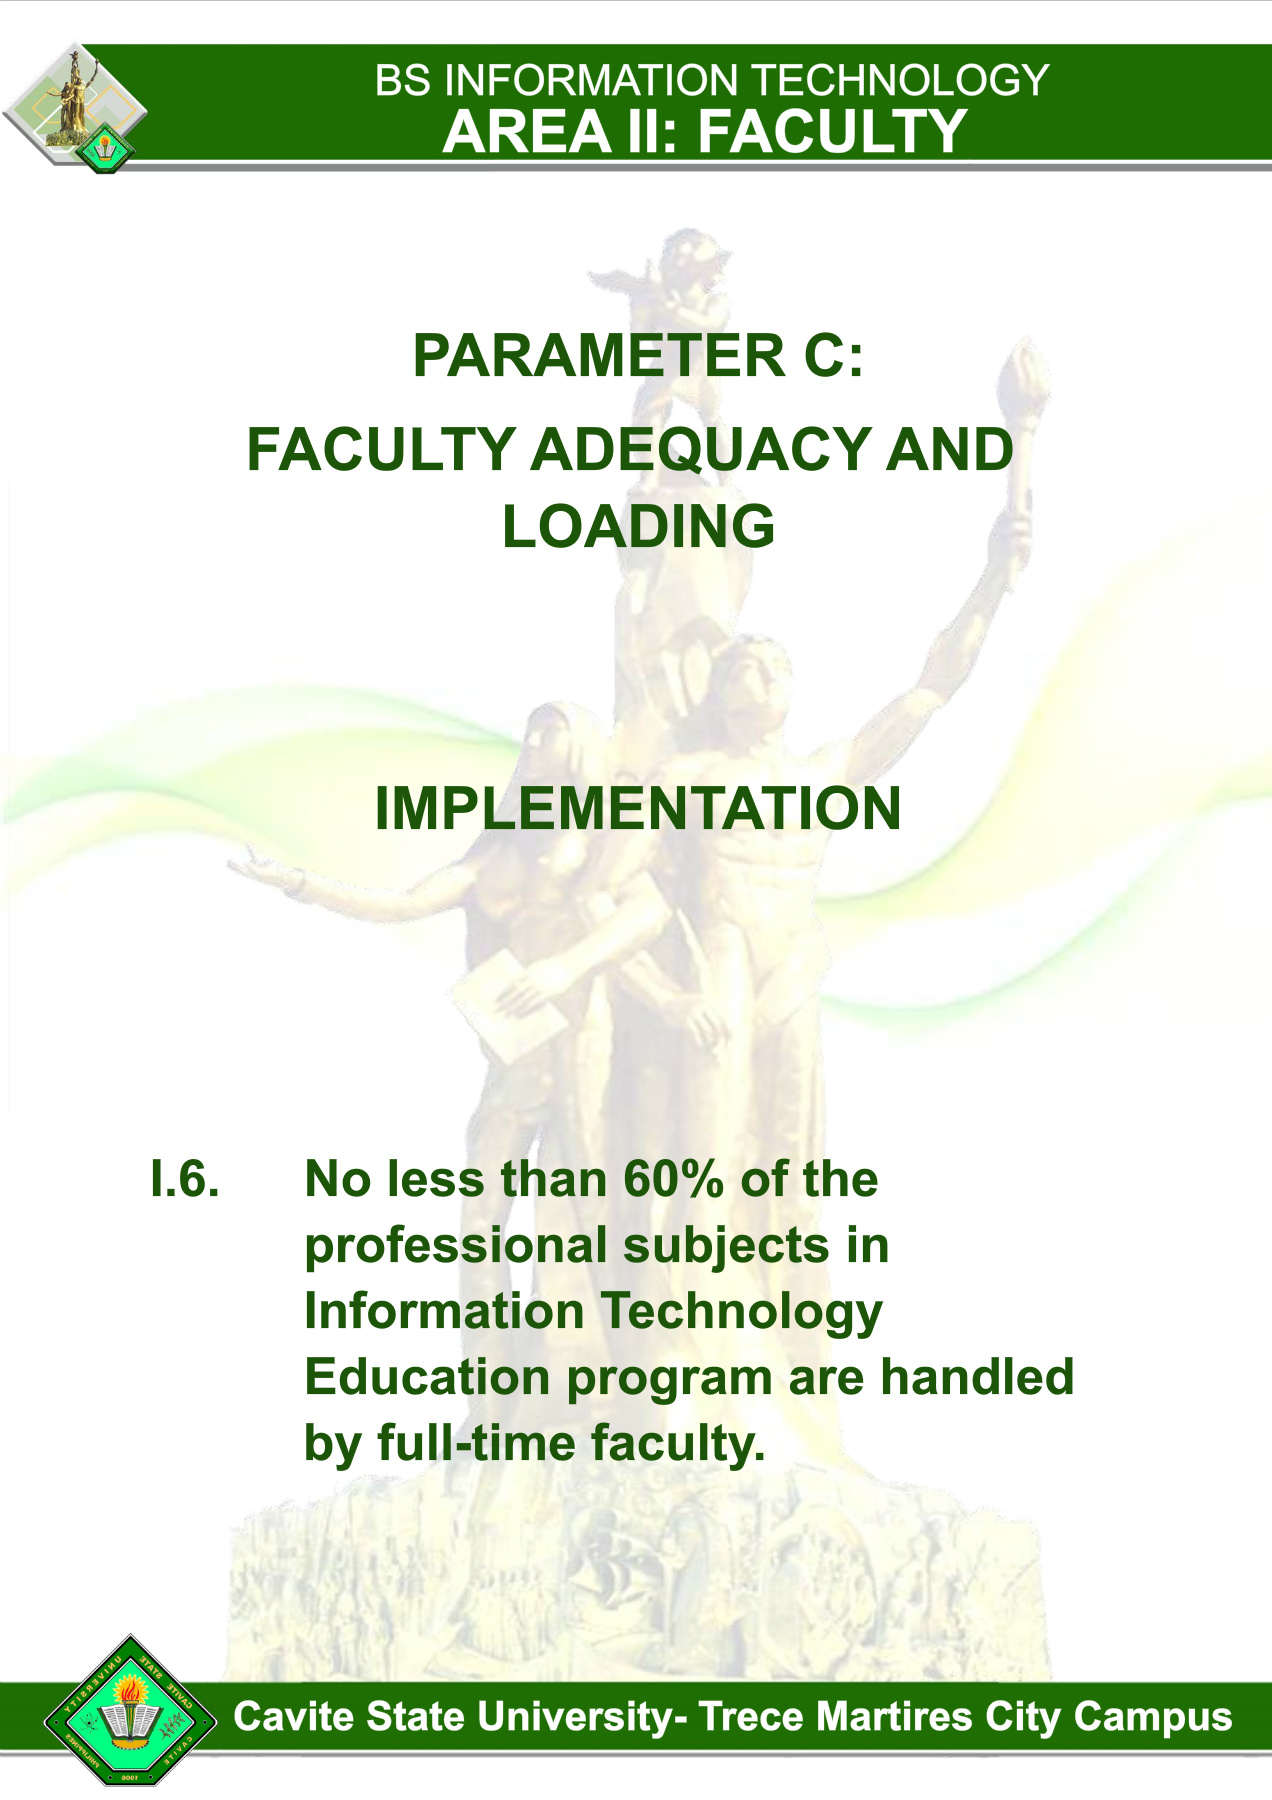 BS INFORMATION TECHNOLOGY
AREA II: FACULTY
PARAMETER C:
FACULTY ADEQUACY AND
LOADING
IMPLEMENTATION
I.6. No less than 60% of the
professional subjects in
Information Technology
Education program are handled
by full-time faculty.
CAVITE STATE UNIVERSITY
CAVITE
PHILIPPINES
1906
Cavite State University- Trece Martires City Campus